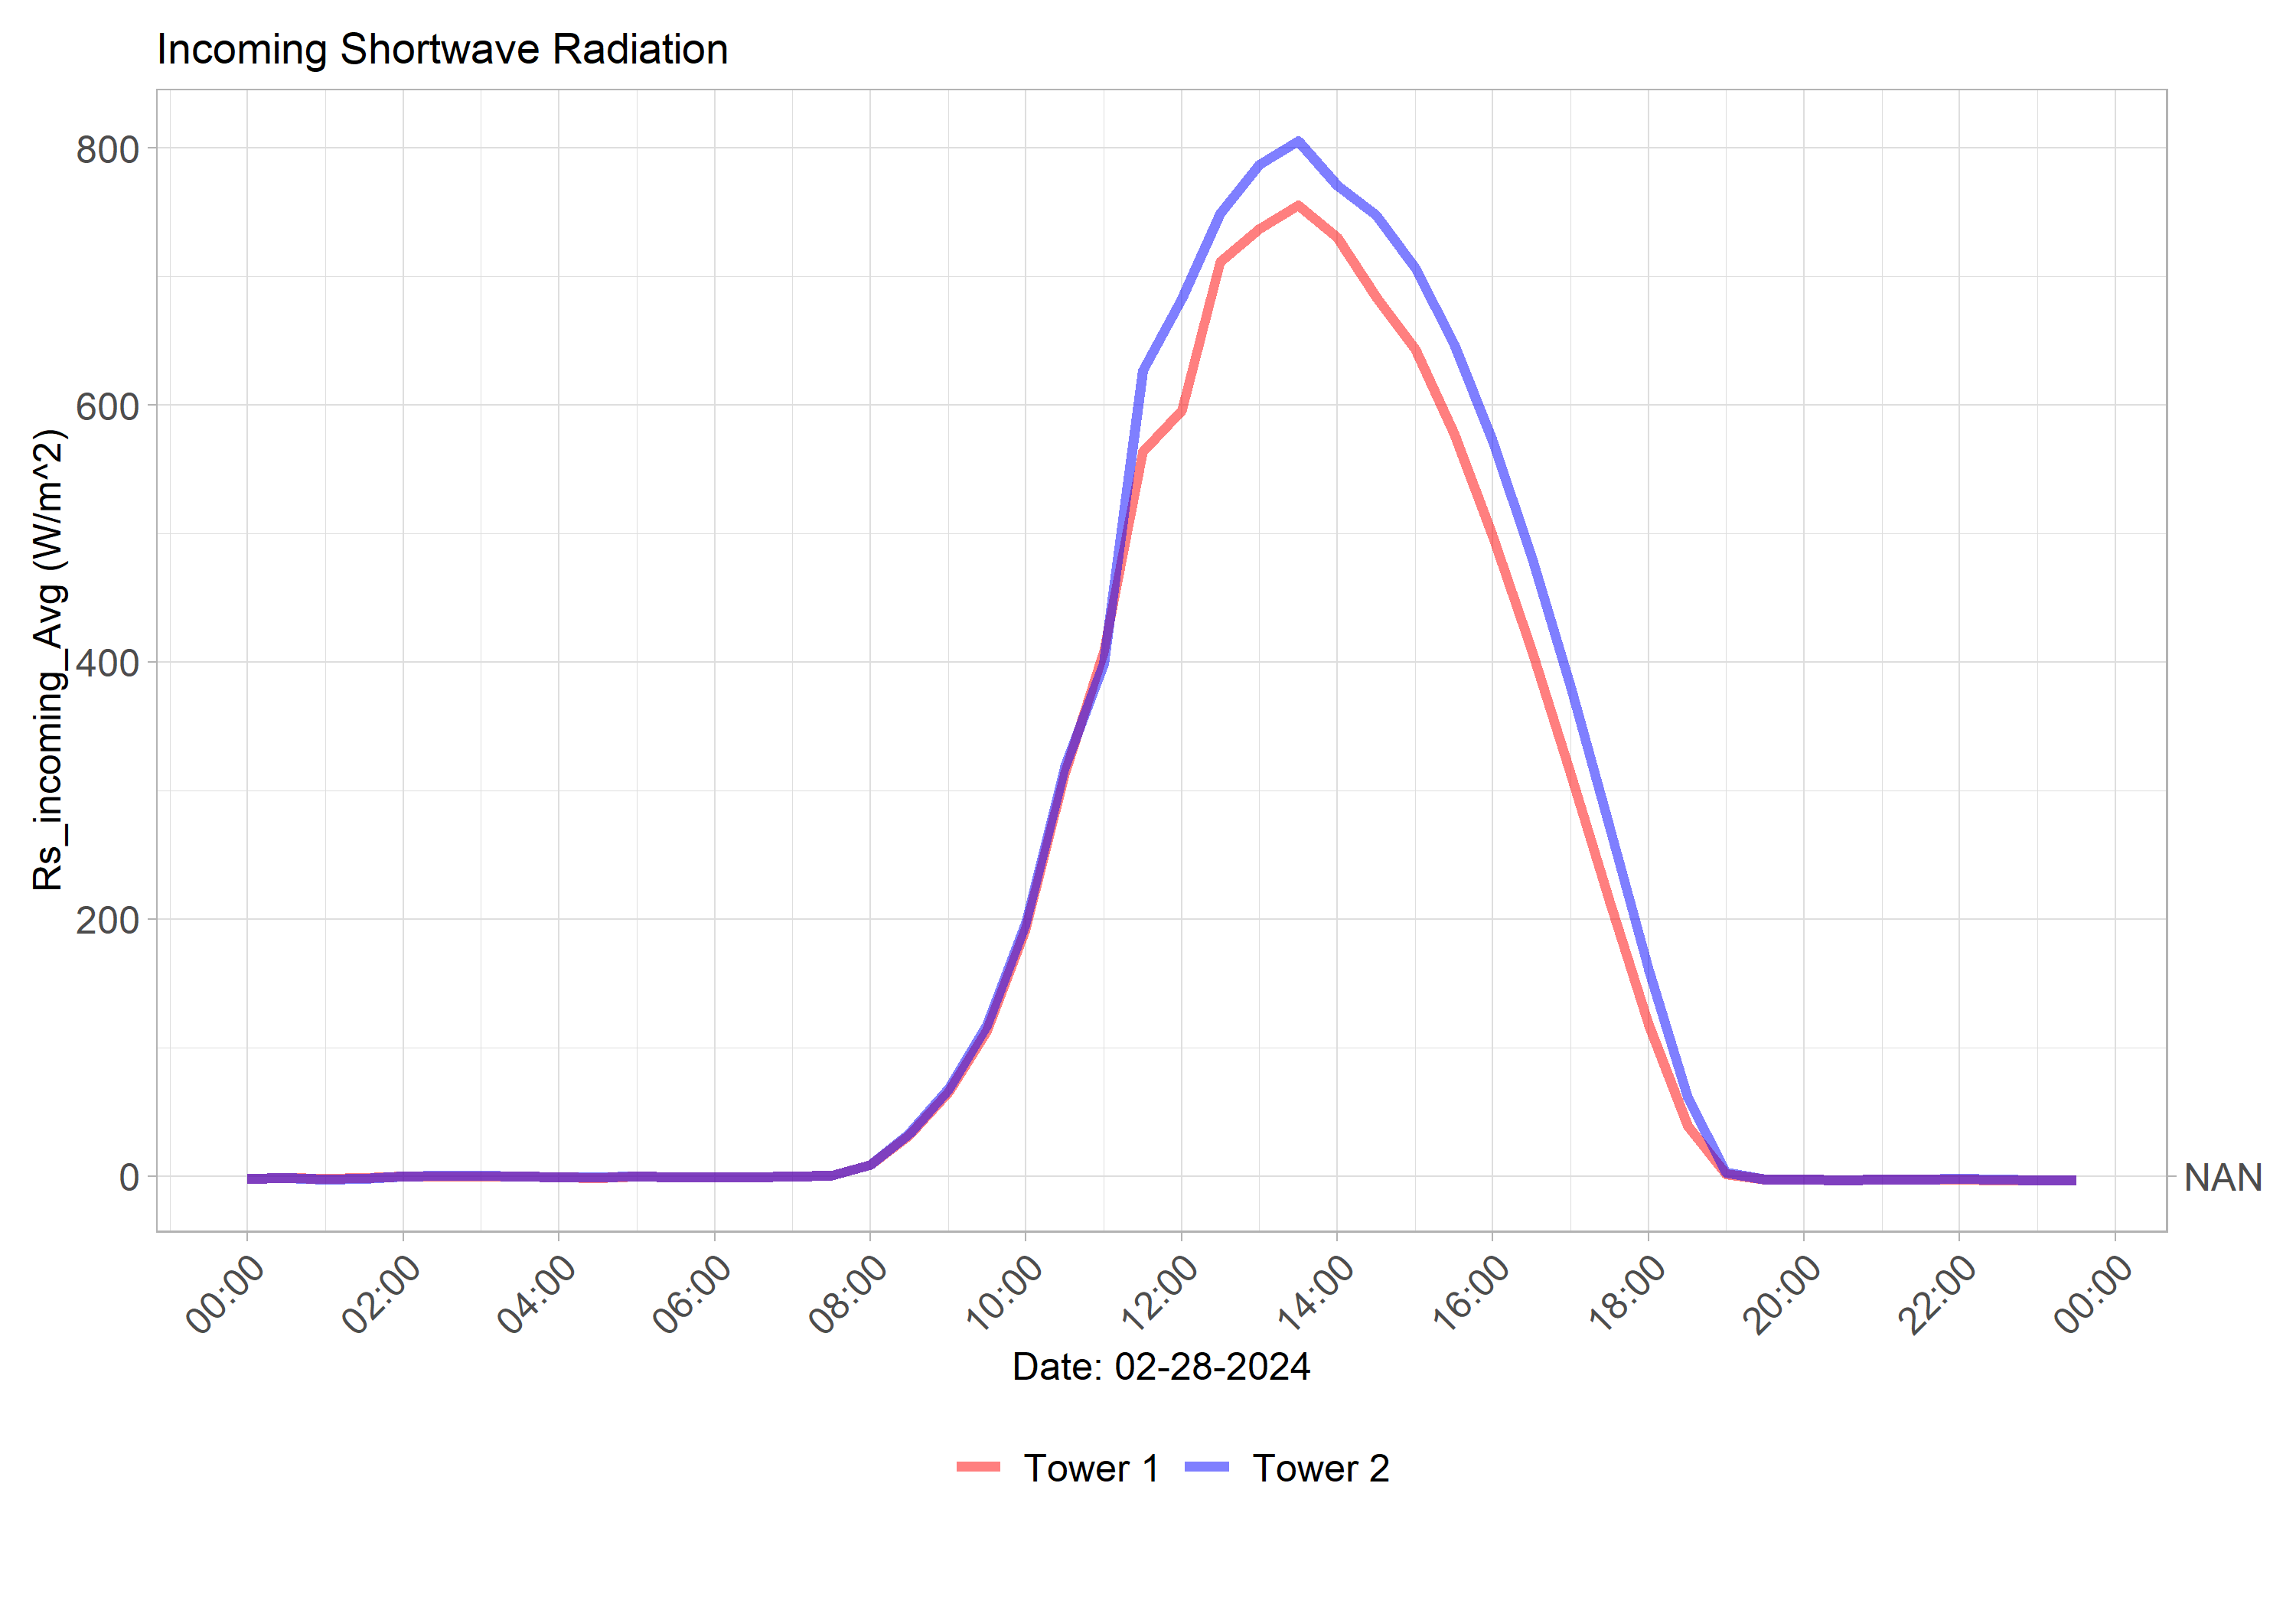 Incoming Shortwave Radiation
Rs_incoming_Avg (W/m^2)
800
600
400
200
0
NAN
00:00 02:00 04:00 06:00 08:00 10:00 12:00 14:00 16:00 18:00 20:00 22:00 00:00
Date: 02-28-2024
Tower 1 Tower 2